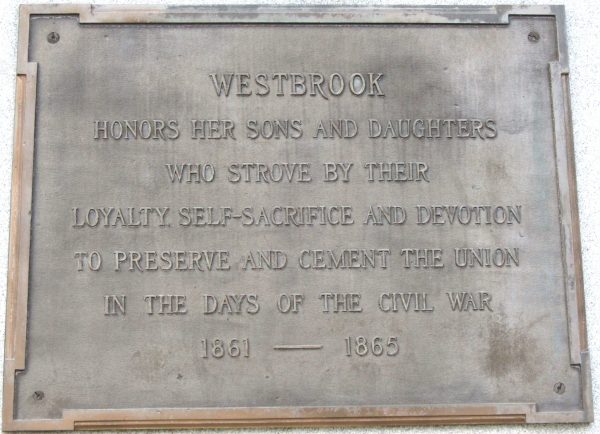 WESTBROOK
HONORS HER SONS AND DAUGHTERS
WHO STROVE BY THEIR
LOYALTY, SELF-SACRIFICE AND DEVOTION
TO PRESERVE AND CEMENT THE UNION
IN THE DAYS OF THE CIVIL WAR
1861 — 1865